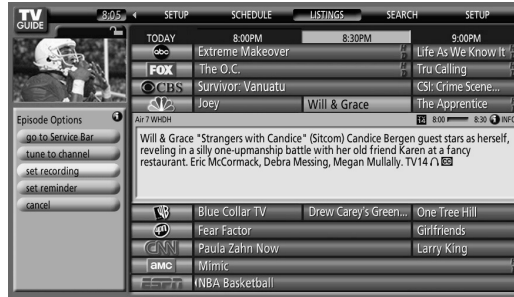 TV
GUIDE
8:05
SETUP SCHEDULE LISTINGS SEARCH SETUP
TODAY 8:00PM 8:30PM 9:00PM
abc Extreme Makeover Life As We Know It
FOX The O.C. Tru Calling
CBS Survivor: Vanuatu CSI: Crime Scene...
Joey Will & Grace The Apprentice
Episode Options
go to Service Bar
tune to channel
set recording
set reminder
cancel
Air 7 WHDH 8:00 8:30 INFO
Will & Grace "Strangers with Candice" (Sitcom) Candice Bergen guest stars as herself,
reveling in a silly one-upmanship battle with her old friend Karen at a fancy
restaurant. Eric McCormack, Debra Messing, Megan Mullally. TV14 CC
WB Blue Collar TV Drew Carey's Green... One Tree Hill
Fear Factor Girlfriends
CNN Paula Zahn Now Larry King
amc Mimic
ESPN NBA Basketball